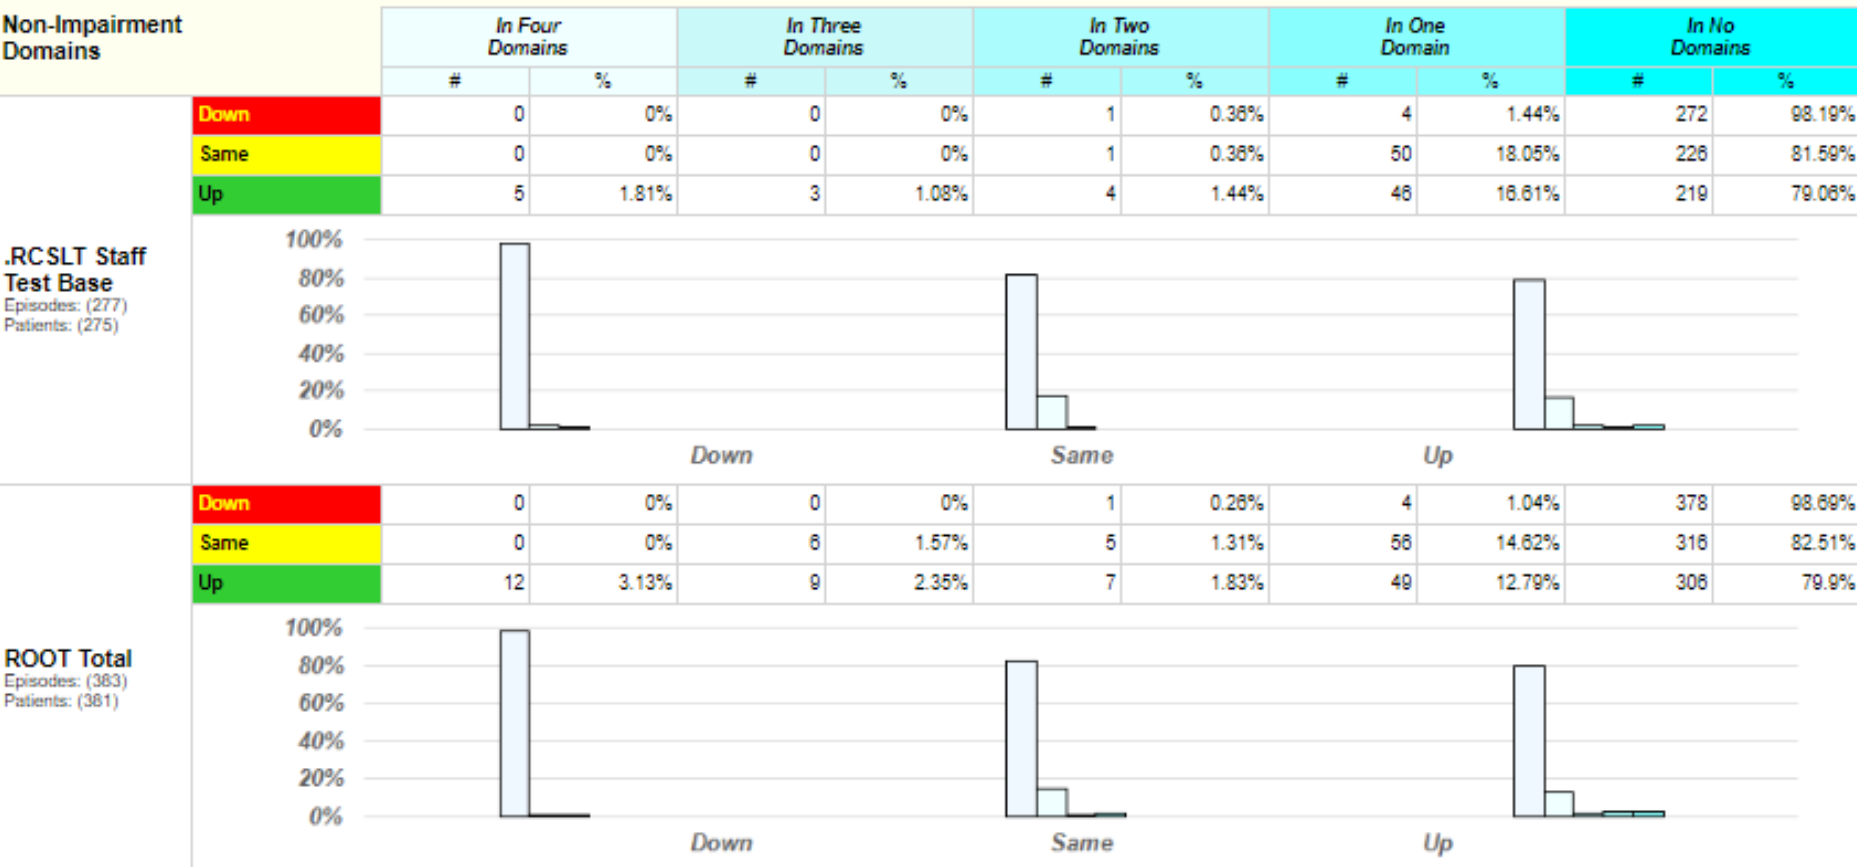 Non-Impairment
Domains
In Four
Domains
In Three
Domains
In Two
Domains
In One
Domain
In No
Domains
# % # % # % # % # %
Down 0 0% 0 0% 1 0.36% 4 1.44% 272 98.19%
Same 0 0% 0 0% 1 0.36% 50 18.05% 226 81.59%
Up 5 1.81% 3 1.08% 4 1.44% 46 16.61% 219 79.06%
.RCSLT Staff
Test Base
Episodes: (277)
Patients: (275)
100%
80%
60%
40%
20%
0%
Down Same Up
Down 0 0% 0 0% 1 0.26% 4 1.04% 378 98.69%
Same 0 0% 6 1.57% 5 1.31% 56 14.62% 316 82.51%
Up 12 3.13% 9 2.35% 7 1.83% 49 12.79% 306 79.9%
ROOT Total
Episodes: (383)
Patients: (381)
100%
80%
60%
40%
20%
0%
Down Same Up